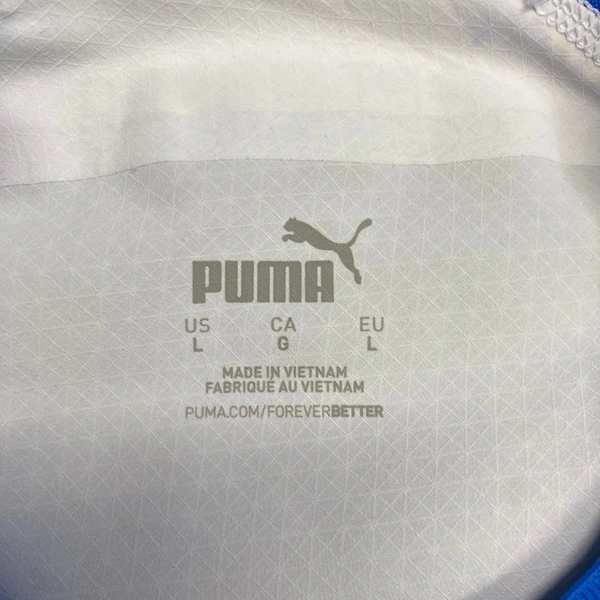 PUMA
US CA EU
L G L
MADE IN VIETNAM
FABRIQUÉ AU VIETNAM
PUMA.COM/FOREVERBETTER